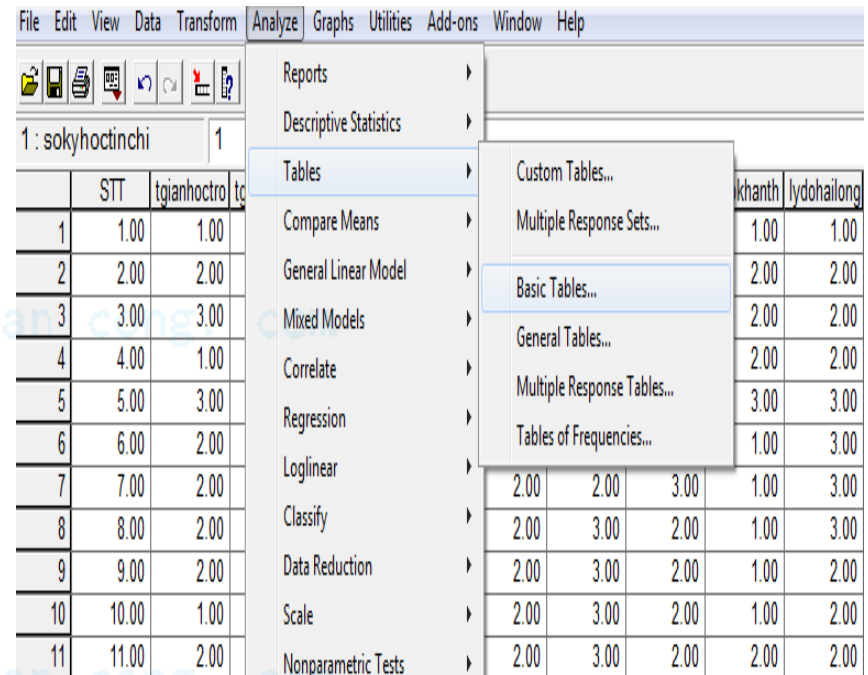 File Edit View Data Transform Analyze Graphs Utilities Add-ons Window Help
1 : sokyhoctinchi 1
STT tgianhoctro lydohailong
1 1.00 1.00 1.00 1.00
2 2.00 2.00 2.00 2.00
3 3.00 3.00 2.00 2.00
4 4.00 1.00 2.00 2.00
5 5.00 3.00 3.00 3.00
6 6.00 2.00 1.00 3.00
7 7.00 2.00 2.00 2.00 3.00 1.00 3.00
8 8.00 2.00 2.00 3.00 2.00 1.00 3.00
9 9.00 2.00 2.00 3.00 2.00 1.00 2.00
10 10.00 1.00 2.00 3.00 2.00 1.00 2.00
11 11.00 2.00 2.00 3.00 2.00 2.00 2.00
Reports
Descriptive Statistics
Tables
Compare Means
General Linear Model
Mixed Models
Correlate
Regression
Loglinear
Classify
Data Reduction
Scale
Nonparametric Tests
Custom Tables...
Multiple Response Sets...
Basic Tables...
General Tables...
Multiple Response Tables...
Tables of Frequencies...